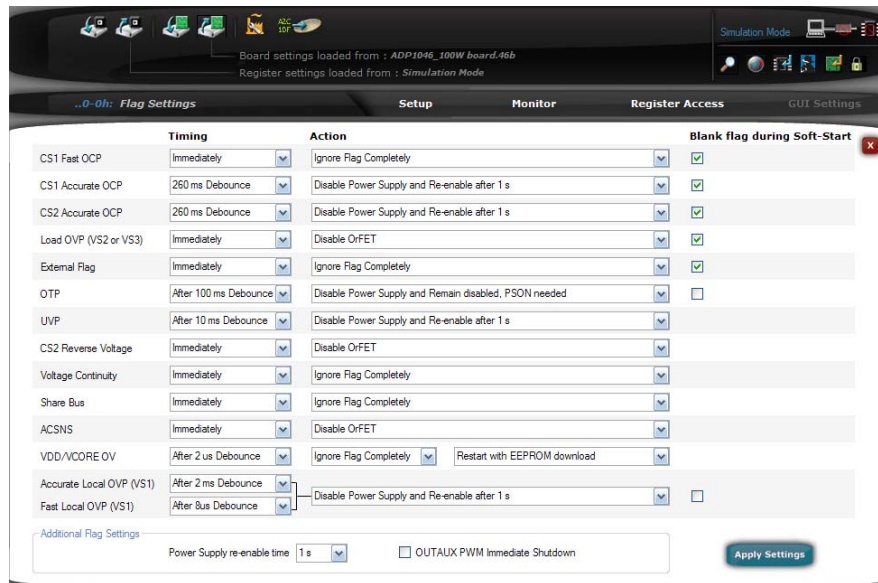 A2C
1DF
Simulation Mode
Board settings loaded from : ADP1046_100W board.46b
Register settings loaded from : Simulation Mode
..0-0h: Flag Settings Setup Monitor Register Access GUI Settings
Timing Action Blank flag during Soft-Start
X
CS1 Fast OCP Immediately Ignore Flag Completely
CS1 Accurate OCP 260 ms Debounce Disable Power Supply and Re-enable after 1 s
CS2 Accurate OCP 260 ms Debounce Disable Power Supply and Re-enable after 1 s
Load OVP (VS2 or VS3) Immediately Disable OrFET
External Flag Immediately Ignore Flag Completely
OTP After 100 ms Debounce Disable Power Supply and Remain disabled, PSON needed
UVP After 10 ms Debounce Disable Power Supply and Re-enable after 1 s
CS2 Reverse Voltage Immediately Disable OrFET
Voltage Continuity Immediately Ignore Flag Completely
Share Bus Immediately Ignore Flag Completely
ACSNS Immediately Disable OrFET
VDD/VCORE OV After 2 us Debounce Ignore Flag Completely Restart with EEPROM download
Accurate Local OVP (VS1) After 2 ms Debounce
Disable Power Supply and Re-enable after 1 s
Fast Local OVP (VS1) After 8us Debounce
Additional Flag Settings
Power Supply re-enable time 1 s OUTAUX PWM Immediate Shutdown
Apply Settings